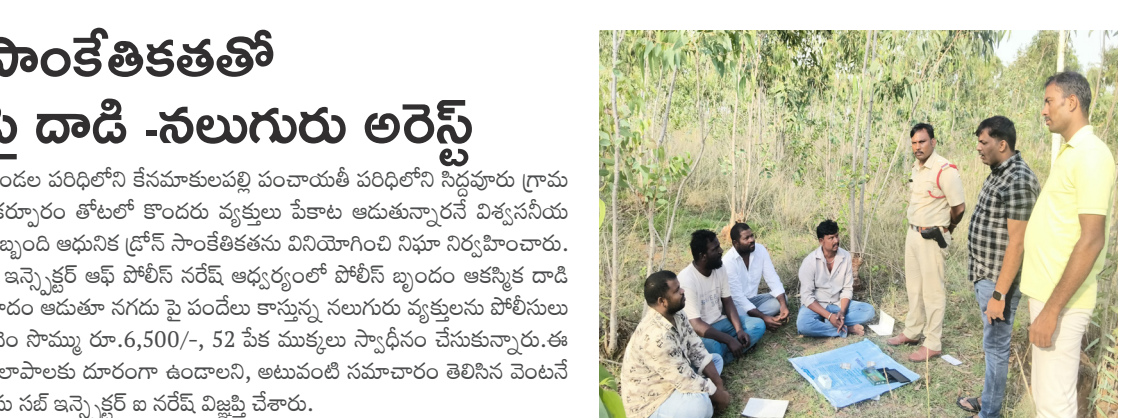 సాంకేతికతతో
పై దాడి -నలుగురు అరెస్ట్
ండల పరిధిలోని కేనమాకులపల్లి పంచాయతీ పరిధిలోని సిద్దవూరు గ్రామ
కర్పూరం తోటలో కొందరు వ్యక్తులు పేకాట ఆడుతున్నారనే విశ్వసనీయ
బ్బంది ఆధునిక డ్రోన్ సాంకేతికతను వినియోగించి నిఘా నిర్వహించారు.
ఇన్స్పెక్టర్ ఆఫ్ పోలీస్ నరేష్ ఆధ్వర్యంలో పోలీస్ బృందం ఆకస్మిక దాడి
ాదం ఆడుతూ నగదు పై పందేలు కాస్తున్న నలుగురు వ్యక్తులను పోలీసులు
సొమ్ము రూ.6,500/-, 52 పేక ముక్కలు స్వాధీనం చేసుకున్నారు.ఈ
లాపాలకు దూరంగా ఉండాలని, అటువంటి సమాచారం తెలిసిన వెంటనే
సబ్ ఇన్స్పెక్టర్ ఐ నరేష్ విజ్ఞప్తి చేశారు.